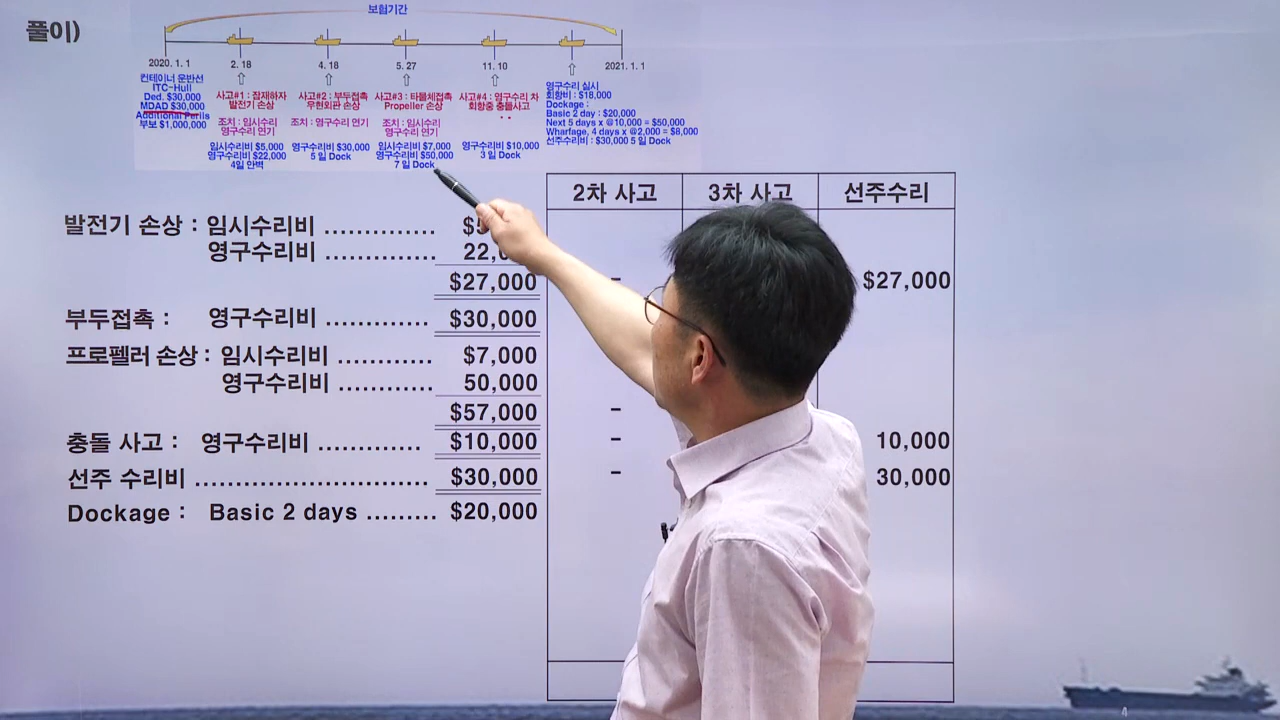 풀이)
보험기간
2020. 1. 1
2. 18
4. 18
5. 27
11. 10
2021. 1. 1
컨테이너 운반선
ITC-Hull
Ded. $30,000
MDAD $30,000
Additional Perils
부보 $1,000,000
사고#1 : 잠재하자
발전기 손상
조치 : 임시수리
영구수리 연기
임시수리비 $5,000
영구수리비 $22,000
4일 안벽
사고#2 : 부두접촉
우현외판 손상
조치 : 영구수리 연기
영구수리비 $30,000
5 일 Dock
사고#3 : 타물체접촉
Propeller 손상
조치 : 임시수리
영구수리 연기
임시수리비 $7,000
영구수리비 $50,000
7 일 Dock
사고#4 : 영구수리 차
회항중 충돌사고
영구수리비 $10,000
3 일 Dock
영구수리 실시
회항비 : $18,000
Dockage :
Basic 2 day : $20,000
Next 5 days x @10,000 = $50,000
Wharfage, 4 days x @2,000 = $8,000
선주수리비 : $30,000 5 일 Dock
2차 사고 3차 사고 선주수리
발전기 손상 : 임시수리비 .............. $5
영구수리비 .............. 22,0
$27,000 - $27,000
부두접촉 : 영구수리비 ............. $30,000
프로펠러 손상 : 임시수리비 ............ $7,000
영구수리비 ............ 50,000
$57,000 -
충돌 사고 : 영구수리비 ............. $10,000 - 10,000
선주 수리비 ............................. $30,000 - 30,000
Dockage : Basic 2 days ......... $20,000
4